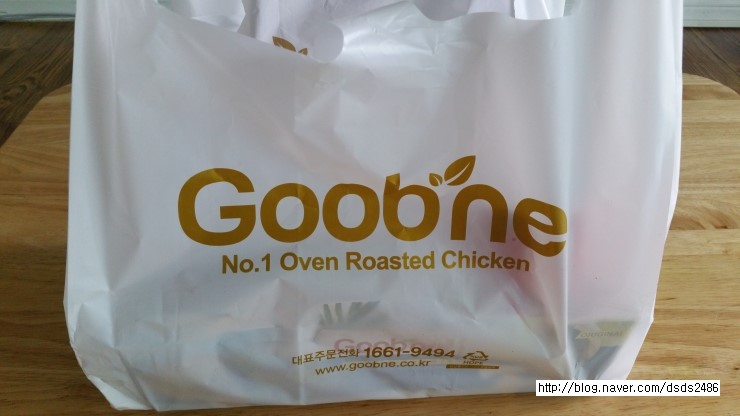 Goobne
No.1 Oven Roasted Chicken
Goobne
대표주문전화 1661-9494
www.goobne.co.kr
http://blog.naver.com/dsds2486